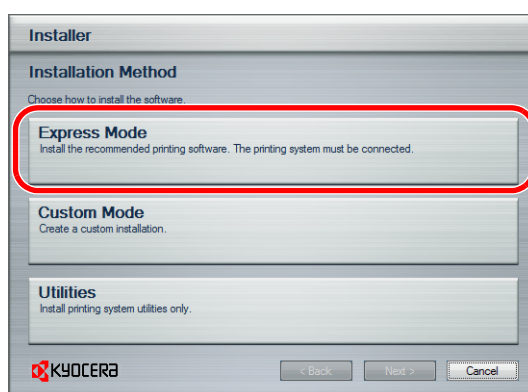 Installer
Installation Method
Choose how to install the software.
Express Mode
Install the recommended printing software. The printing system must be connected.
Custom Mode
Create a custom installation.
Utilities
Install printing system utilities only.
KYOCERA
< Back
Next >
Cancel